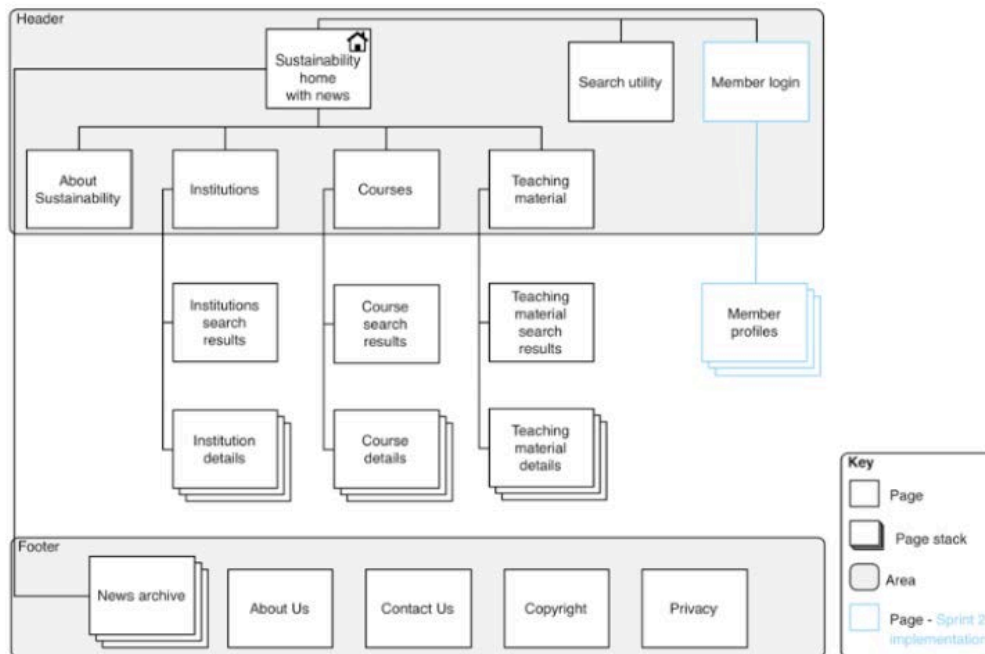 Header
Sustainability
home
with news
Search utility
Member login
About
Sustainability
Institutions
Courses
Teaching
material
Institutions
search
results
Course
search
results
Teaching
material
search
results
Member
profiles
Institution
details
Course
details
Teaching
material
details
Key
Page
Page stack
Area
Page - Sprint 2
implementation
Footer
News archive
About Us
Contact Us
Copyright
Privacy